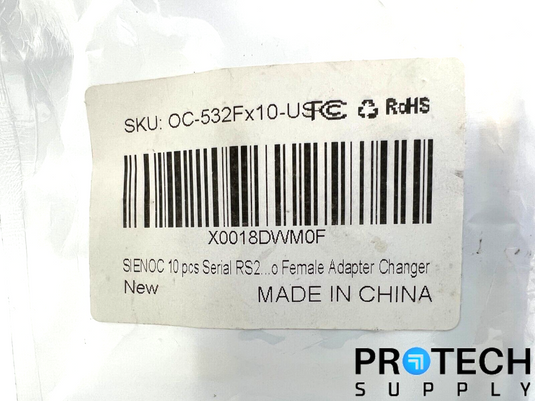 SKU: OC-532Fx10-US FC RoHS
X0018DWM0F
SIENOC 10 pcs Serial RS2...o Female Adapter Changer
New
MADE IN CHINA
PROTECH
SUPPLY